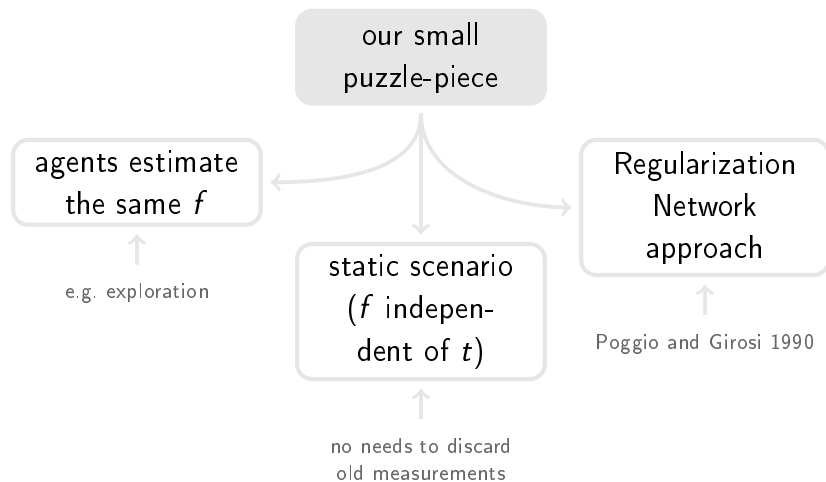 our small
puzzle-piece
agents estimate
the same f
e.g. exploration
static scenario
(f indepen-
dent of t)
no needs to discard
old measurements
Regularization
Network
approach
Poggio and Girosi 1990